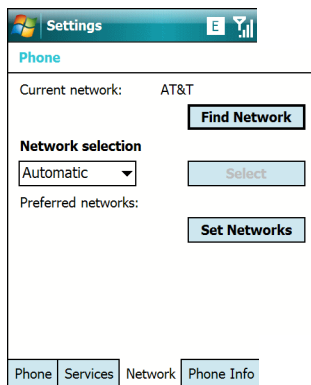 Settings E
Phone
Current network: AT&T
Find Network
Network selection
Automatic Select
Preferred networks:
Set Networks
Phone Services Network Phone Info